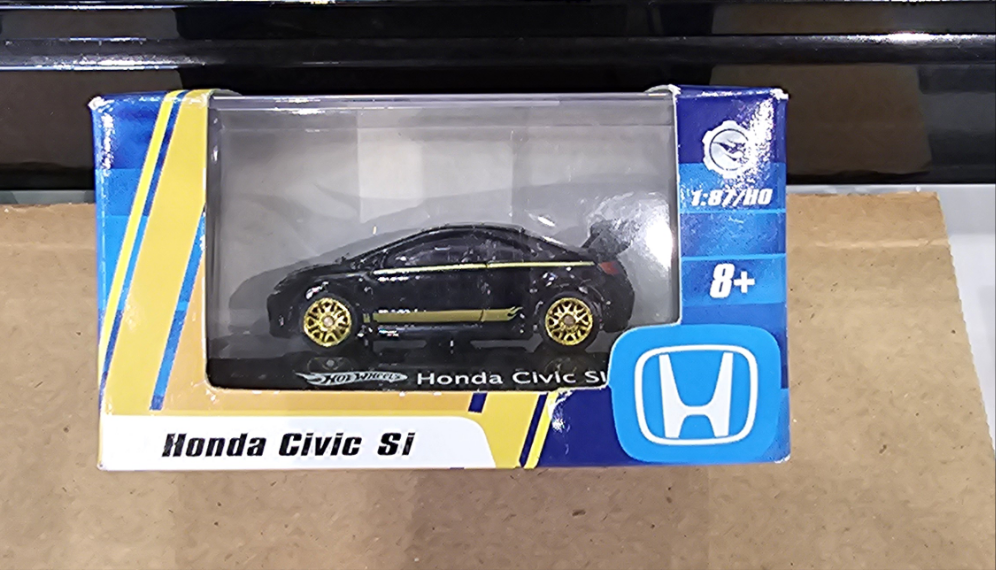 1:87/HO
8+
HOT WHEELS Honda Civic SI
Honda Civic Si